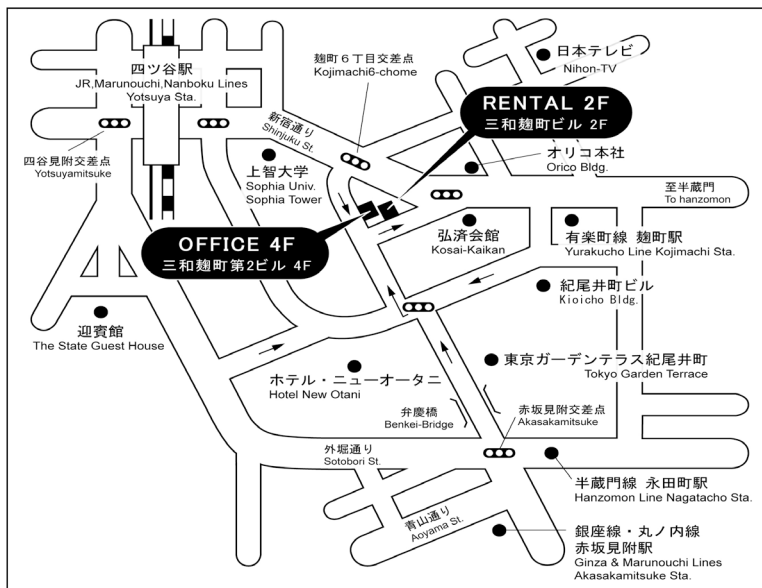 四ツ谷駅
JR,Marunouchi,Nanboku Lines
Yotsuya Sta.
麹町6丁目交差点
Kojimachi6-chome
日本テレビ
Nihon-TV
RENTAL 2F
三和麹町ビル 2F
新宿通り
Shinjuku St.
四谷見附交差点
Yotsuyamitsuke
上智大学
Sophia Univ.
Sophia Tower
オリコ本社
Orico Bldg.
至半蔵門
To hanzomon
OFFICE 4F
三和麹町第2ビル 4F
弘済会館
Kosai-Kaikan
有楽町線 麹町駅
Yurakucho Line Kojimachi Sta.
紀尾井町ビル
Kioicho Bldg.
迎賓館
The State Guest House
東京ガーデンテラス紀尾井町
Tokyo Garden Terrace
ホテル・ニューオータニ
Hotel New Otani
弁慶橋
Benkei-Bridge
赤坂見附交差点
Akasakamitsuke
外堀通り
Sotobori St.
半蔵門線 永田町駅
Hanzomon Line Nagatacho Sta.
青山通り
Aoyama St.
銀座線・丸ノ内線
赤坂見附駅
Ginza & Marunouchi Lines
Akasakamitsuke Sta.